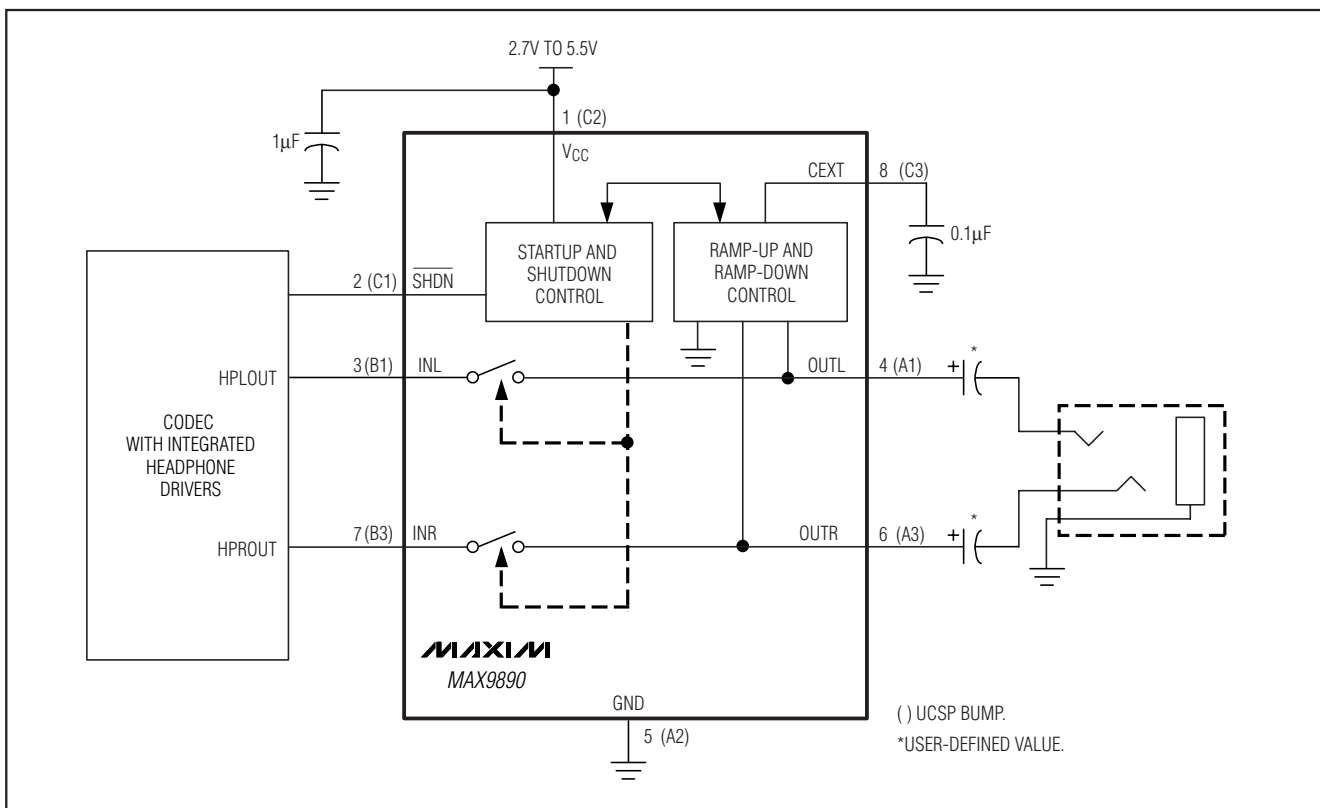 2.7V TO 5.5V
1 (C2)
1μF
VCC
CEXT
8 (C3)
0.1μF
STARTUP AND
SHUTDOWN
CONTROL
RAMP-UP AND
RAMP-DOWN
CONTROL
2 (C1)
SHDN
HPLOUT
3 (B1)
INL
OUTL
4 (A1)
+
*
CODEC
WITH INTEGRATED
HEADPHONE
DRIVERS
HPROUT
7 (B3)
INR
OUTR
6 (A3)
+
*
MAXIM
MAX9890
GND
5 (A2)
( ) UCSP BUMP.
*USER-DEFINED VALUE.